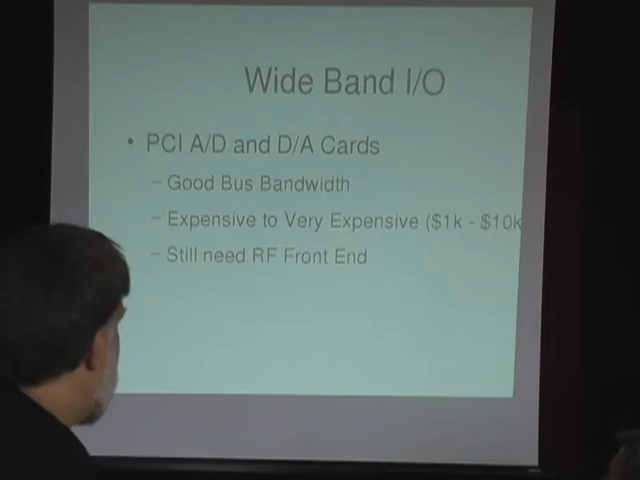 Wide Band I/O
• PCI A/D and D/A Cards
– Good Bus Bandwidth
– Expensive to Very Expensive ($1k - $10k
– Still need RF Front End